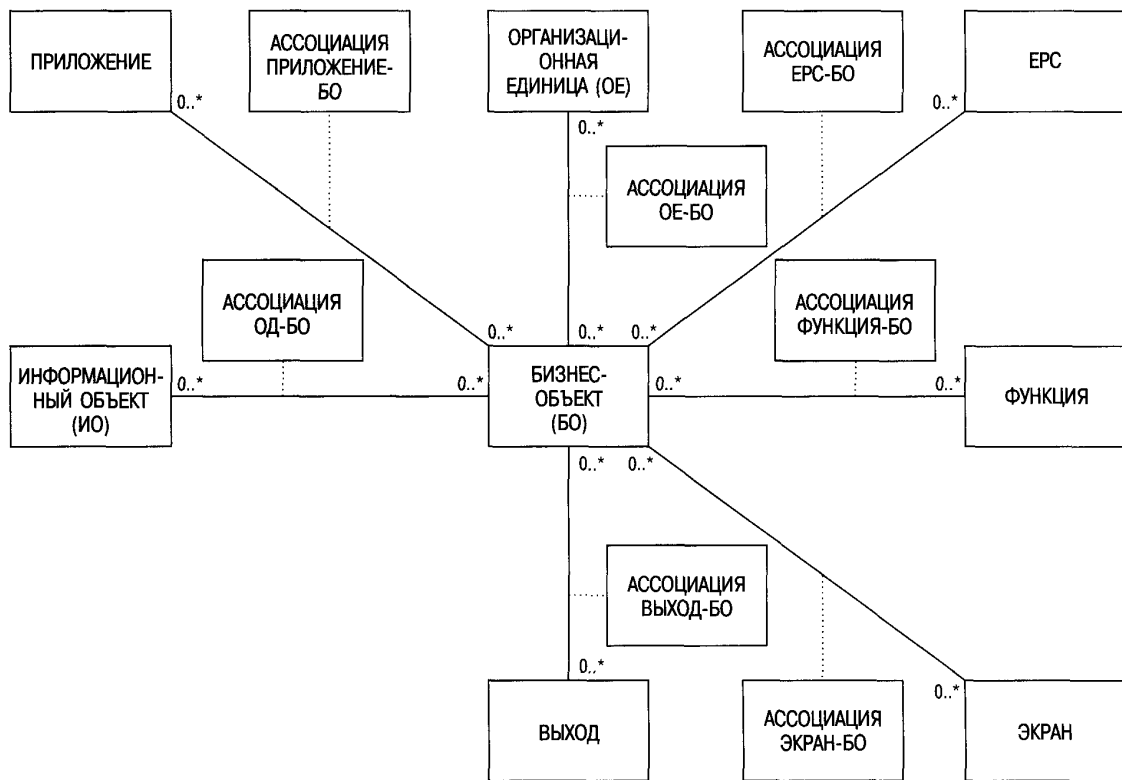 ПРИЛОЖЕНИЕ
АССОЦИАЦИЯ
ПРИЛОЖЕНИЕ-
БО
ОРГАНИЗАЦИ-
ОННАЯ
ЕДИНИЦА (ОЕ)
АССОЦИАЦИЯ
ЕРС-БО
ЕРС
0..*
0..*
0..*
АССОЦИАЦИЯ
ОЕ-БО
АССОЦИАЦИЯ
ОД-БО
АССОЦИАЦИЯ
ФУНКЦИЯ-БО
0..*
0..*
0..*
ИНФОРМАЦИОН-
НЫЙ ОБЪЕКТ
(ИО)
0..*
0..*
БИЗНЕС-
ОБЪЕКТ
(БО)
0..*
0..*
ФУНКЦИЯ
0..*
0..*
АССОЦИАЦИЯ
ВЫХОД-БО
0..*
0..*
ВЫХОД
АССОЦИАЦИЯ
ЭКРАН-БО
ЭКРАН